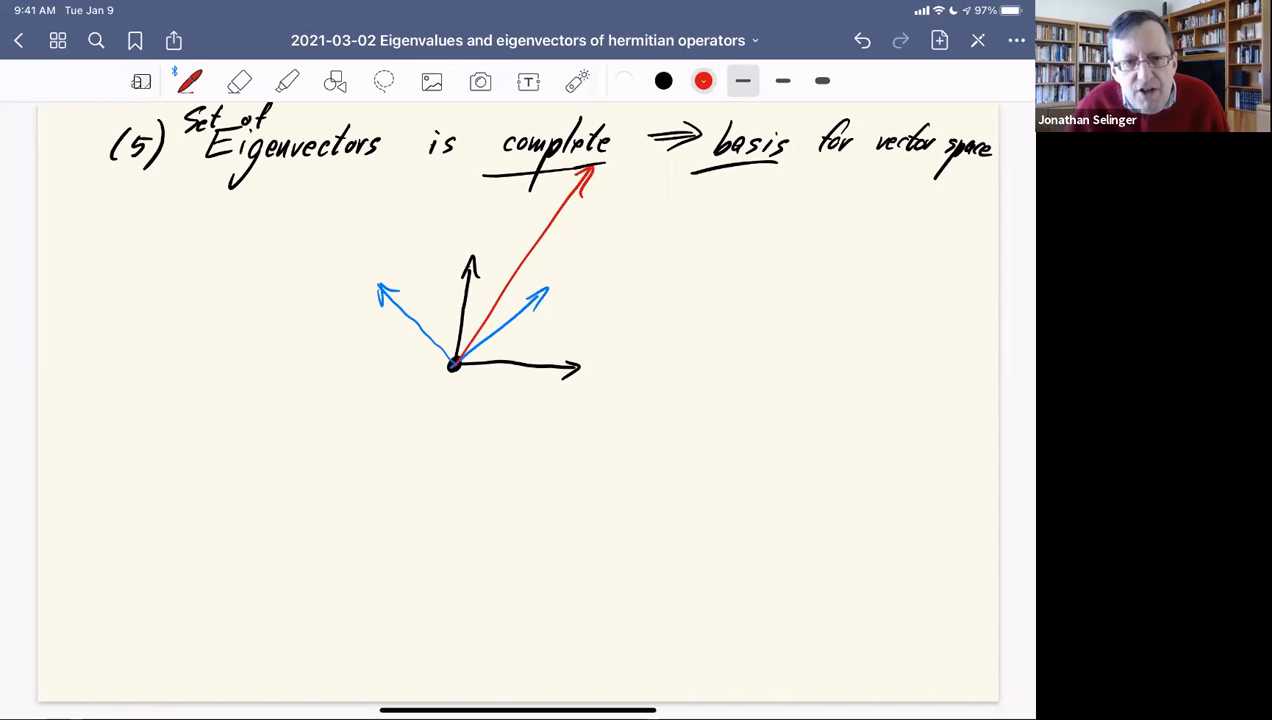 9:41 AM Tue Jan 9
97%
2021-03-02 Eigenvalues and eigenvectors of hermitian operators
T
Jonathan Selinger
Set of
(5) Eigenvectors is complete ⇒ basis for vector space